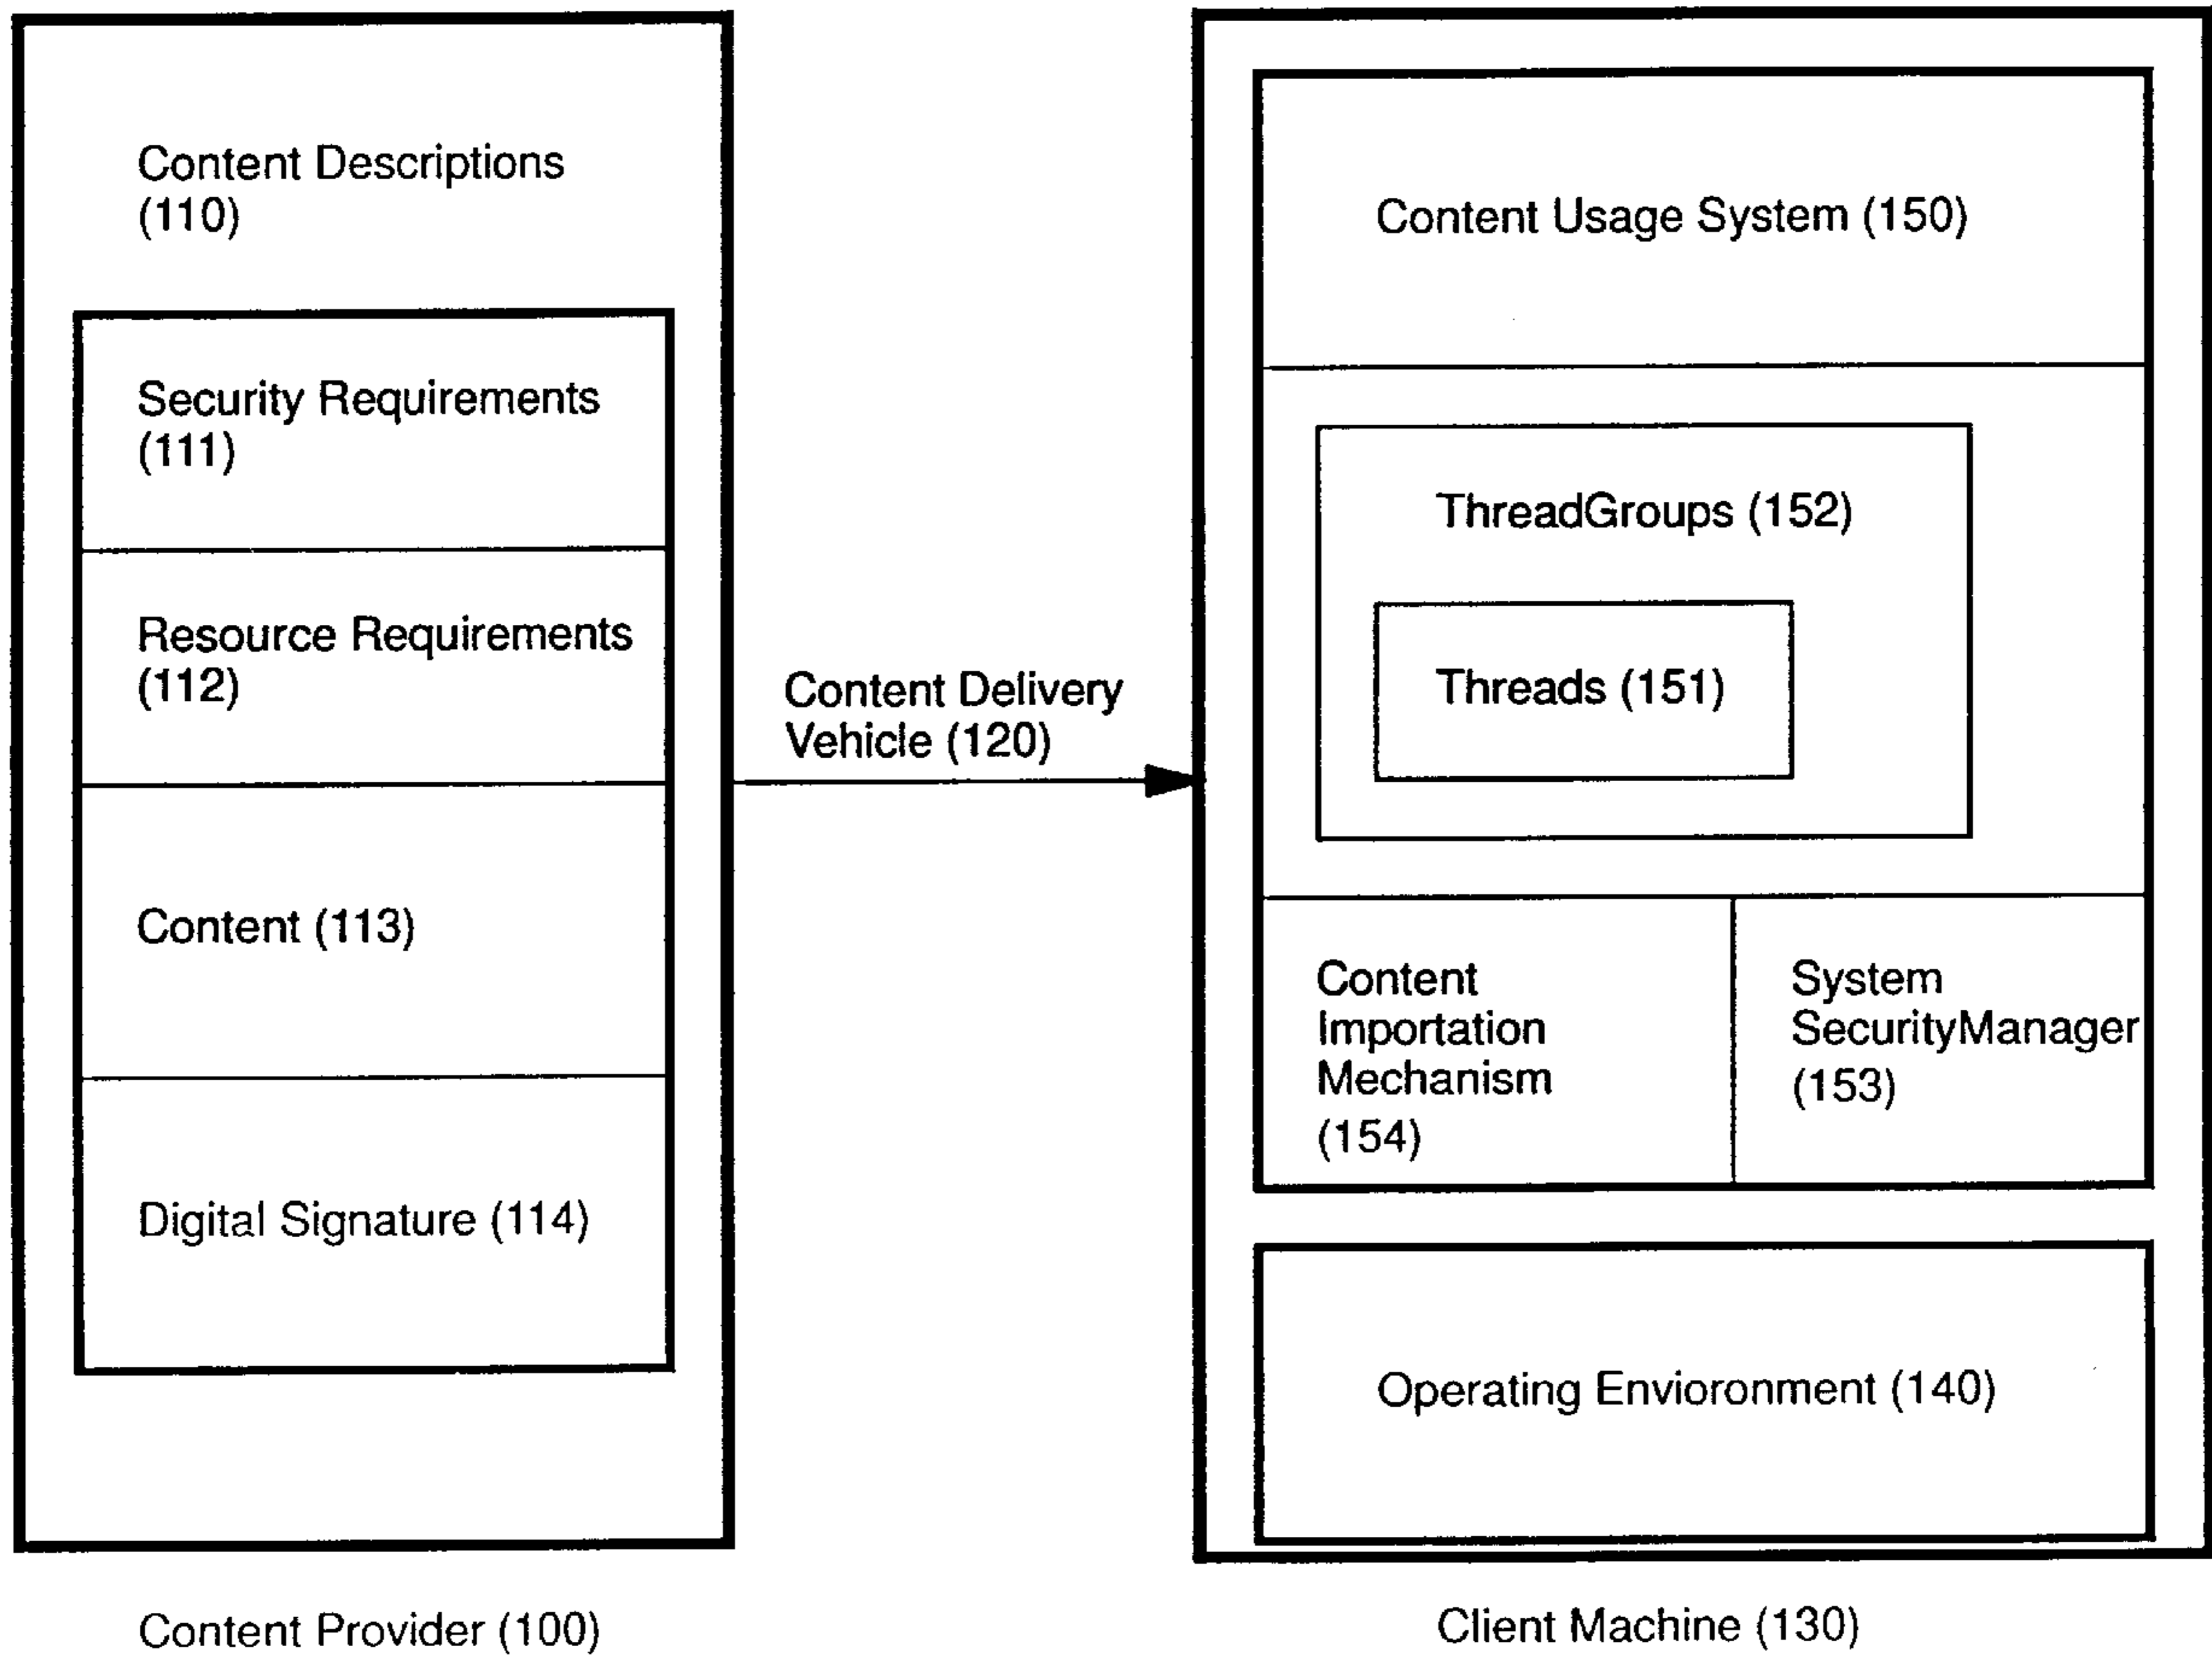 Content Descriptions
(110)
Security Requirements
(111)
Resource Requirements
(112)
Content (113)
Digital Signature (114)
Content Provider (100)
Content Delivery
Vehicle (120)
Content Usage System (150)
ThreadGroups (152)
Threads (151)
Content
Importation
Mechanism
(154)
System
SecurityManager
(153)
Operating Envioronment (140)
Client Machine (130)